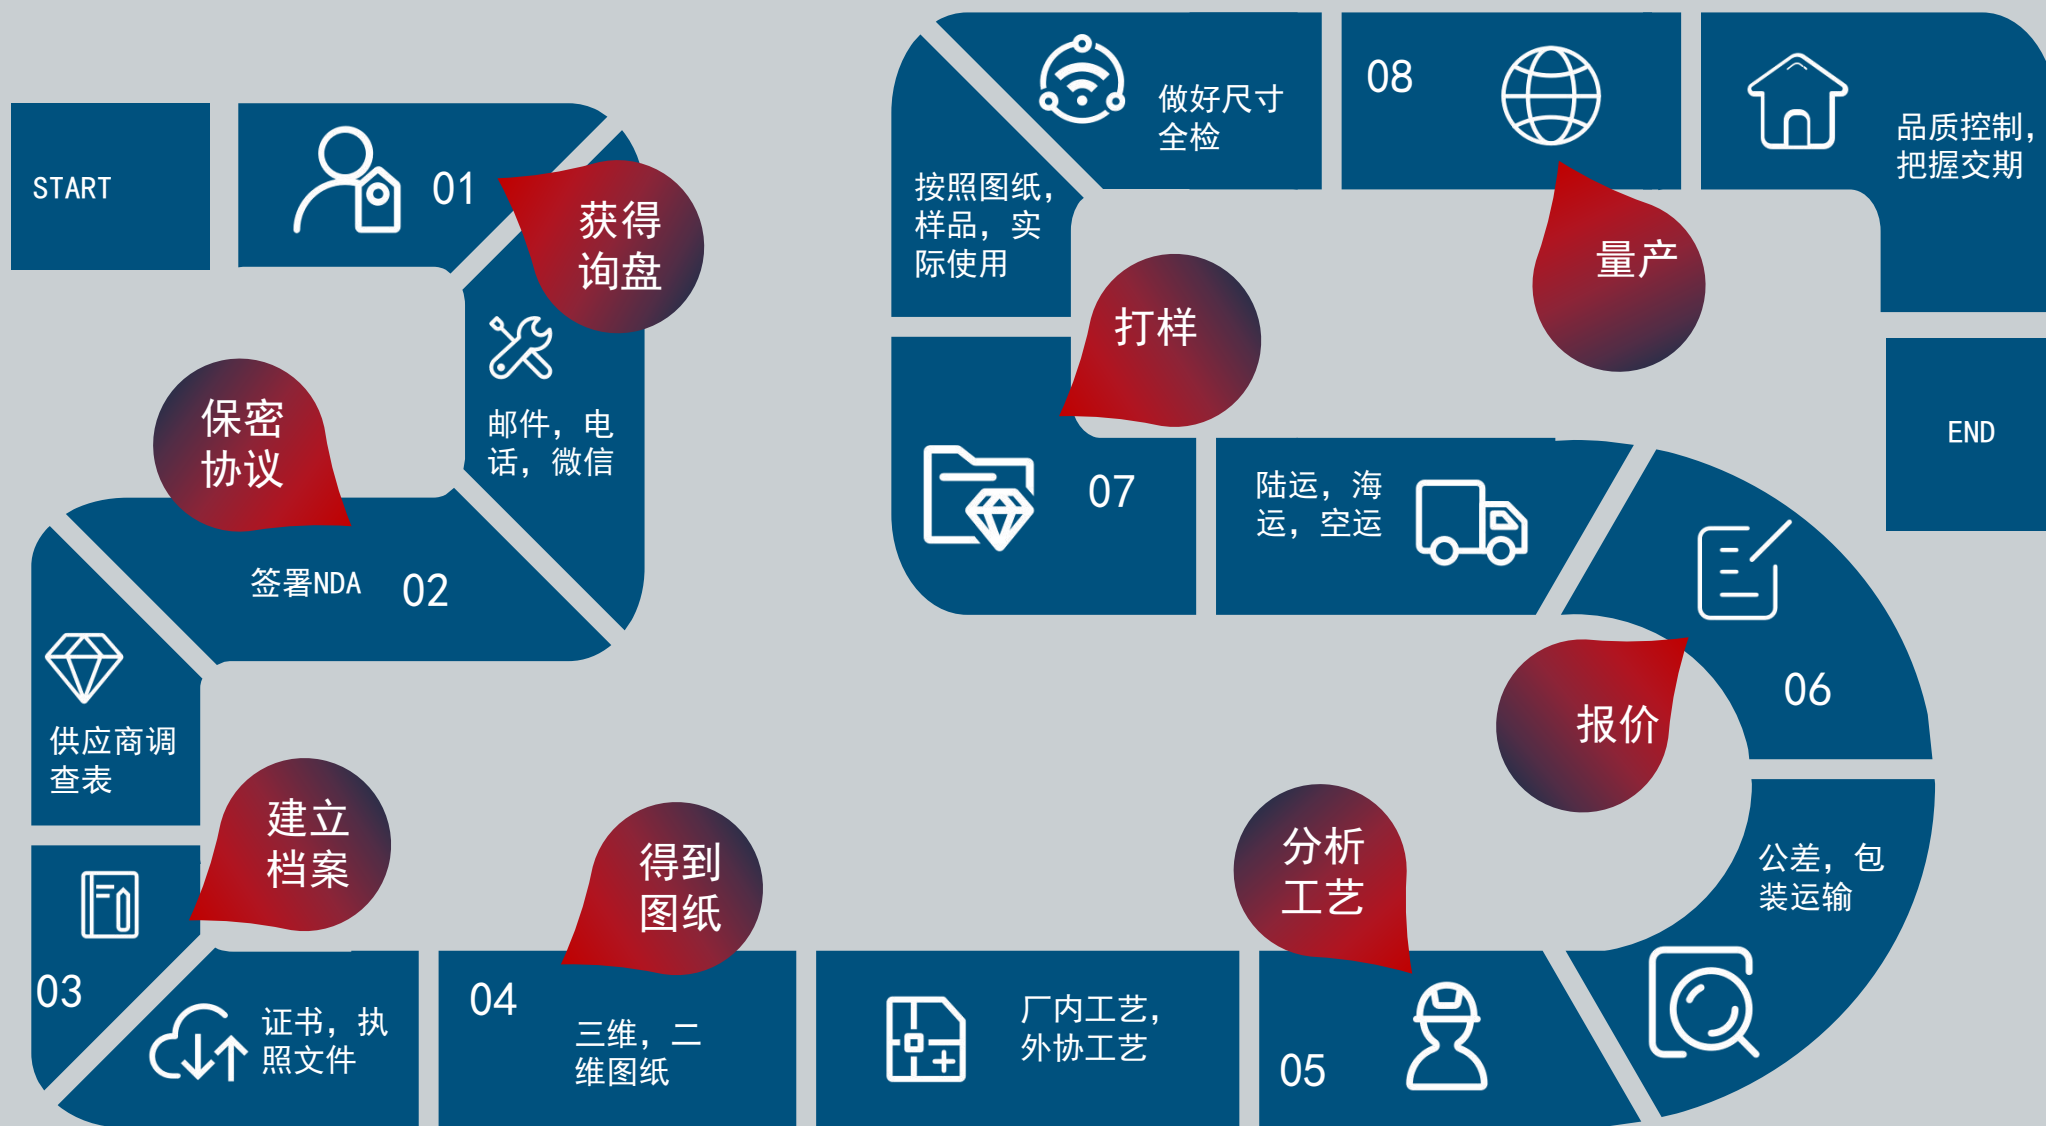 START
01
获得
询盘
邮件，电
话，微信
保密
协议
签署NDA
02
供应商调
查表
建立
档案
03
证书，执
照文件
得到
图纸
04
三维，二
维图纸
厂内工艺，
外协工艺
分析
工艺
05
公差，包
装运输
报价
06
陆运，海
运，空运
07
打样
按照图纸，
样品，实
际使用
做好尺寸
全检
08
量产
品质控制，
把握交期
END